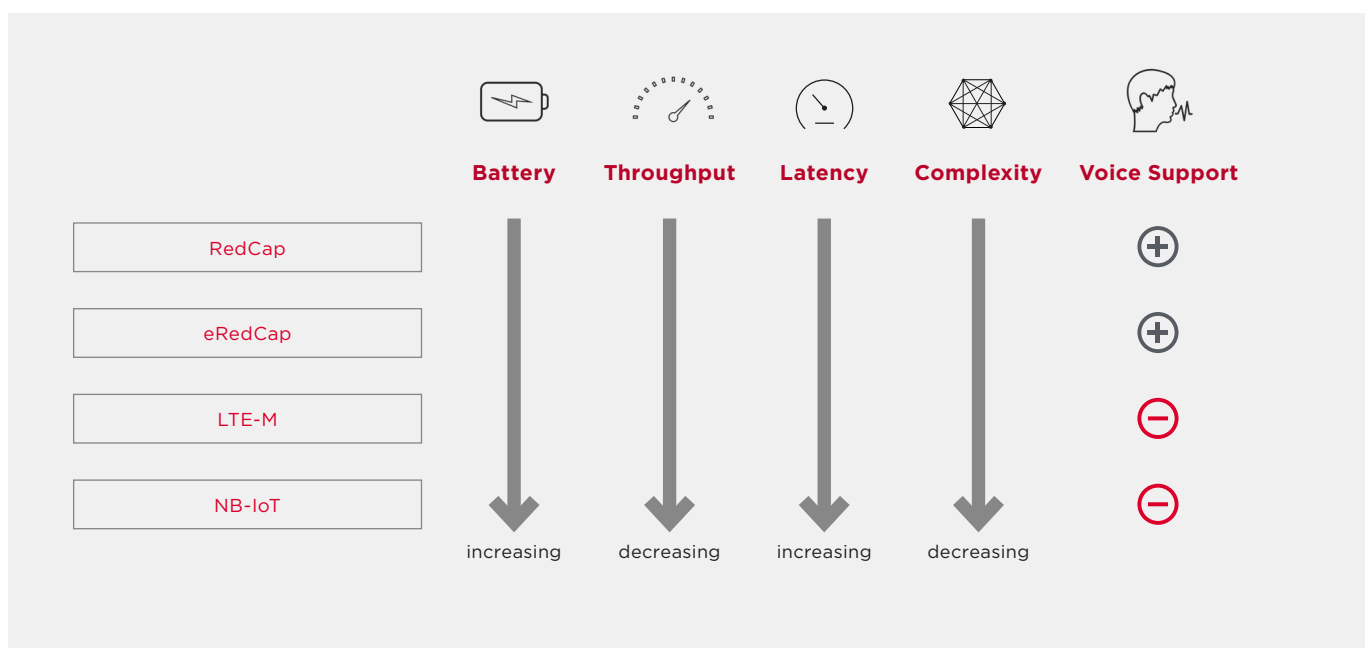 Battery Throughput Latency Complexity Voice Support
RedCap
eRedCap
LTE-M
NB-IoT
increasing decreasing increasing decreasing